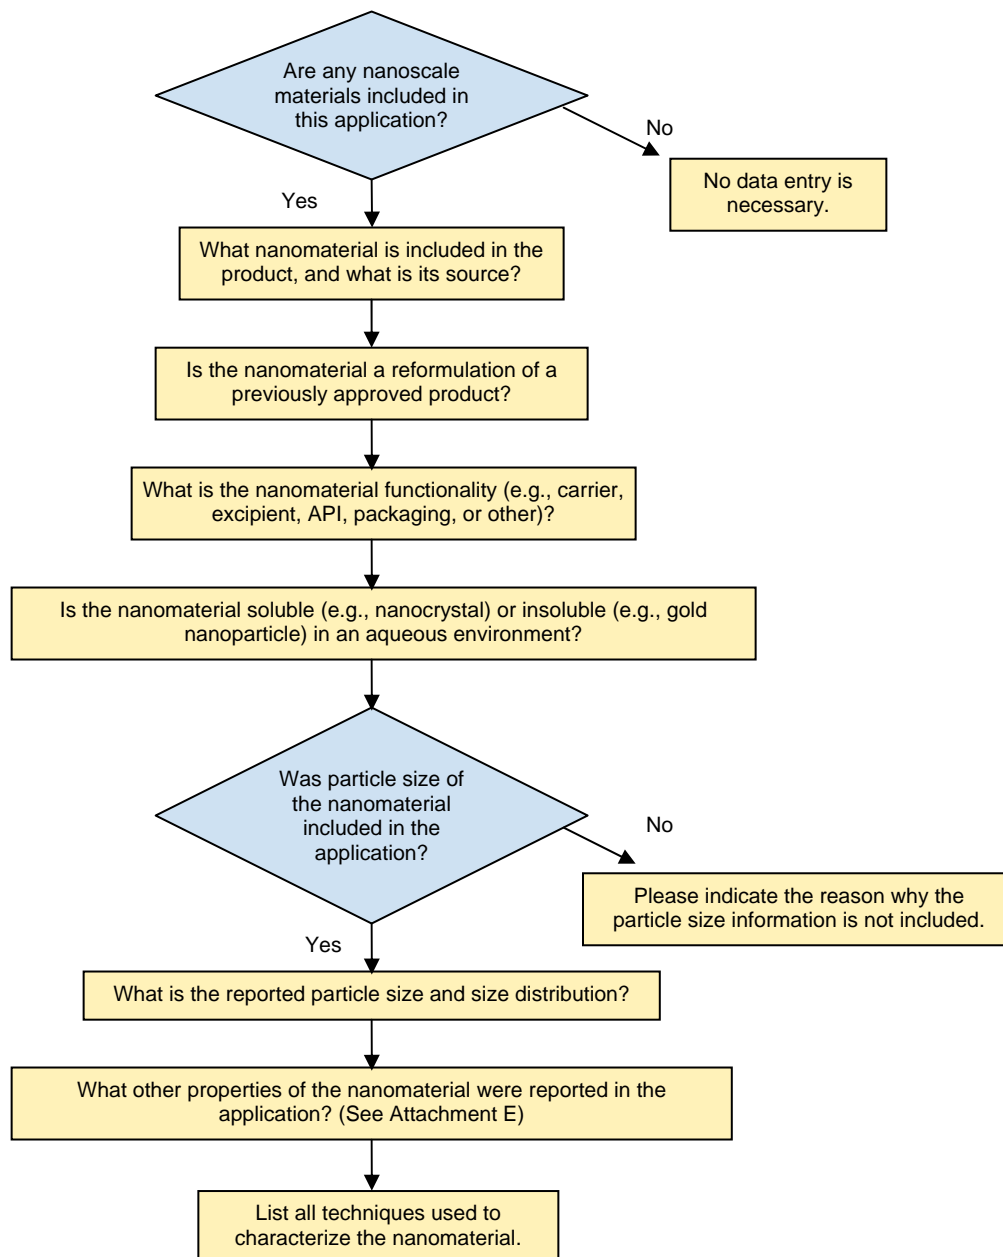 Are any nanoscale
materials included in
this application?
No
No data entry is
necessary.
Yes
What nanomaterial is included in the
product, and what is its source?
Is the nanomaterial a reformulation of a
previously approved product?
What is the nanomaterial functionality (e.g., carrier,
excipient, API, packaging, or other)?
Is the nanomaterial soluble (e.g., nanocrystal) or insoluble (e.g., gold
nanoparticle) in an aqueous environment?
Was particle size of
the nanomaterial
included in the
application?
No
Please indicate the reason why the
particle size information is not included.
Yes
What is the reported particle size and size distribution?
What other properties of the nanomaterial were reported in the
application? (See Attachment E)
List all techniques used to
characterize the nanomaterial.